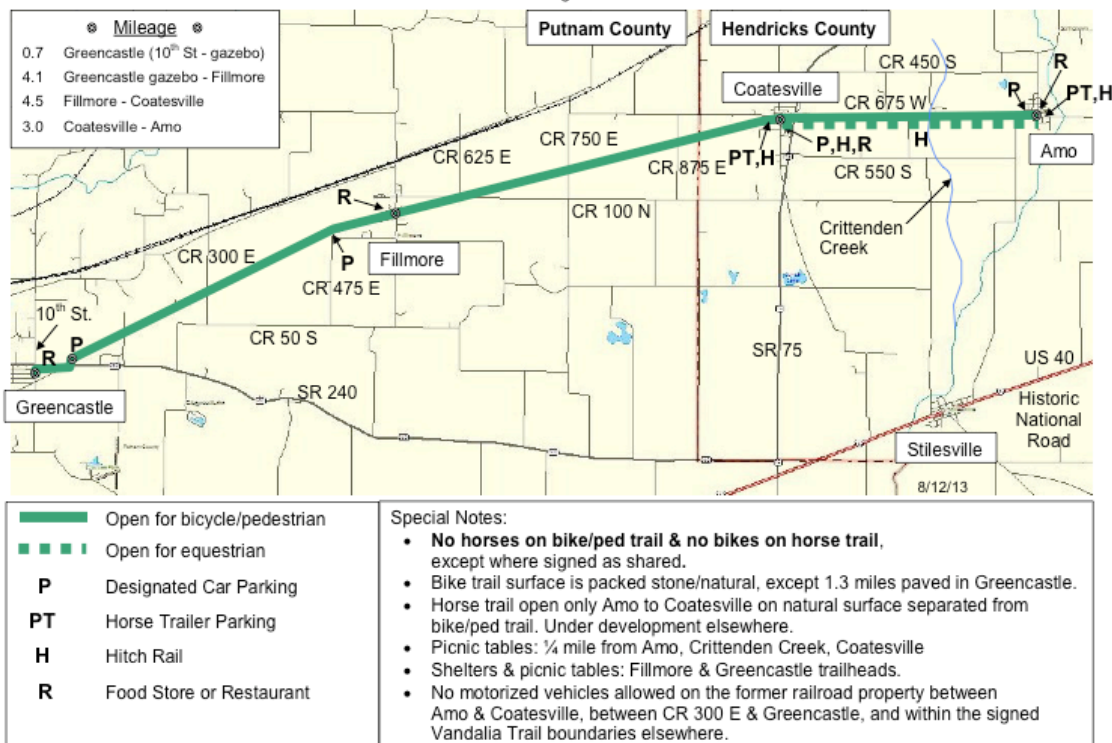 Mileage
0.7 Greencastle (10th St - gazebo)
4.1 Greencastle gazebo - Fillmore
4.5 Fillmore - Coatesville
3.0 Coatesville - Amo
Putnam County
Hendricks County
CR 450 S
R
Coatesville
CR 675 W
R
PT,H
CR 750 E
CR 625 E
H
PT,H
P,H,R
Amo
CR 875 E
CR 550 S
R
CR 100 N
Crittenden
Creek
CR 300 E
Fillmore
P
CR 475 E
10th St.
CR 50 S
R
P
SR 75
US 40
SR 240
Greencastle
Historic
National
Road
Stilesville
8/12/13
Open for bicycle/pedestrian
Open for equestrian
P Designated Car Parking
PT Horse Trailer Parking
H Hitch Rail
R Food Store or Restaurant
Special Notes:
• No horses on bike/ped trail & no bikes on horse trail,
except where signed as shared.
• Bike trail surface is packed stone/natural, except 1.3 miles paved in Greencastle.
• Horse trail open only Amo to Coatesville on natural surface separated from
bike/ped trail. Under development elsewhere.
• Picnic tables: ¼ mile from Amo, Crittenden Creek, Coatesville
• Shelters & picnic tables: Fillmore & Greencastle trailheads.
• No motorized vehicles allowed on the former railroad property between
Amo & Coatesville, between CR 300 E & Greencastle, and within the signed
Vandalia Trail boundaries elsewhere.